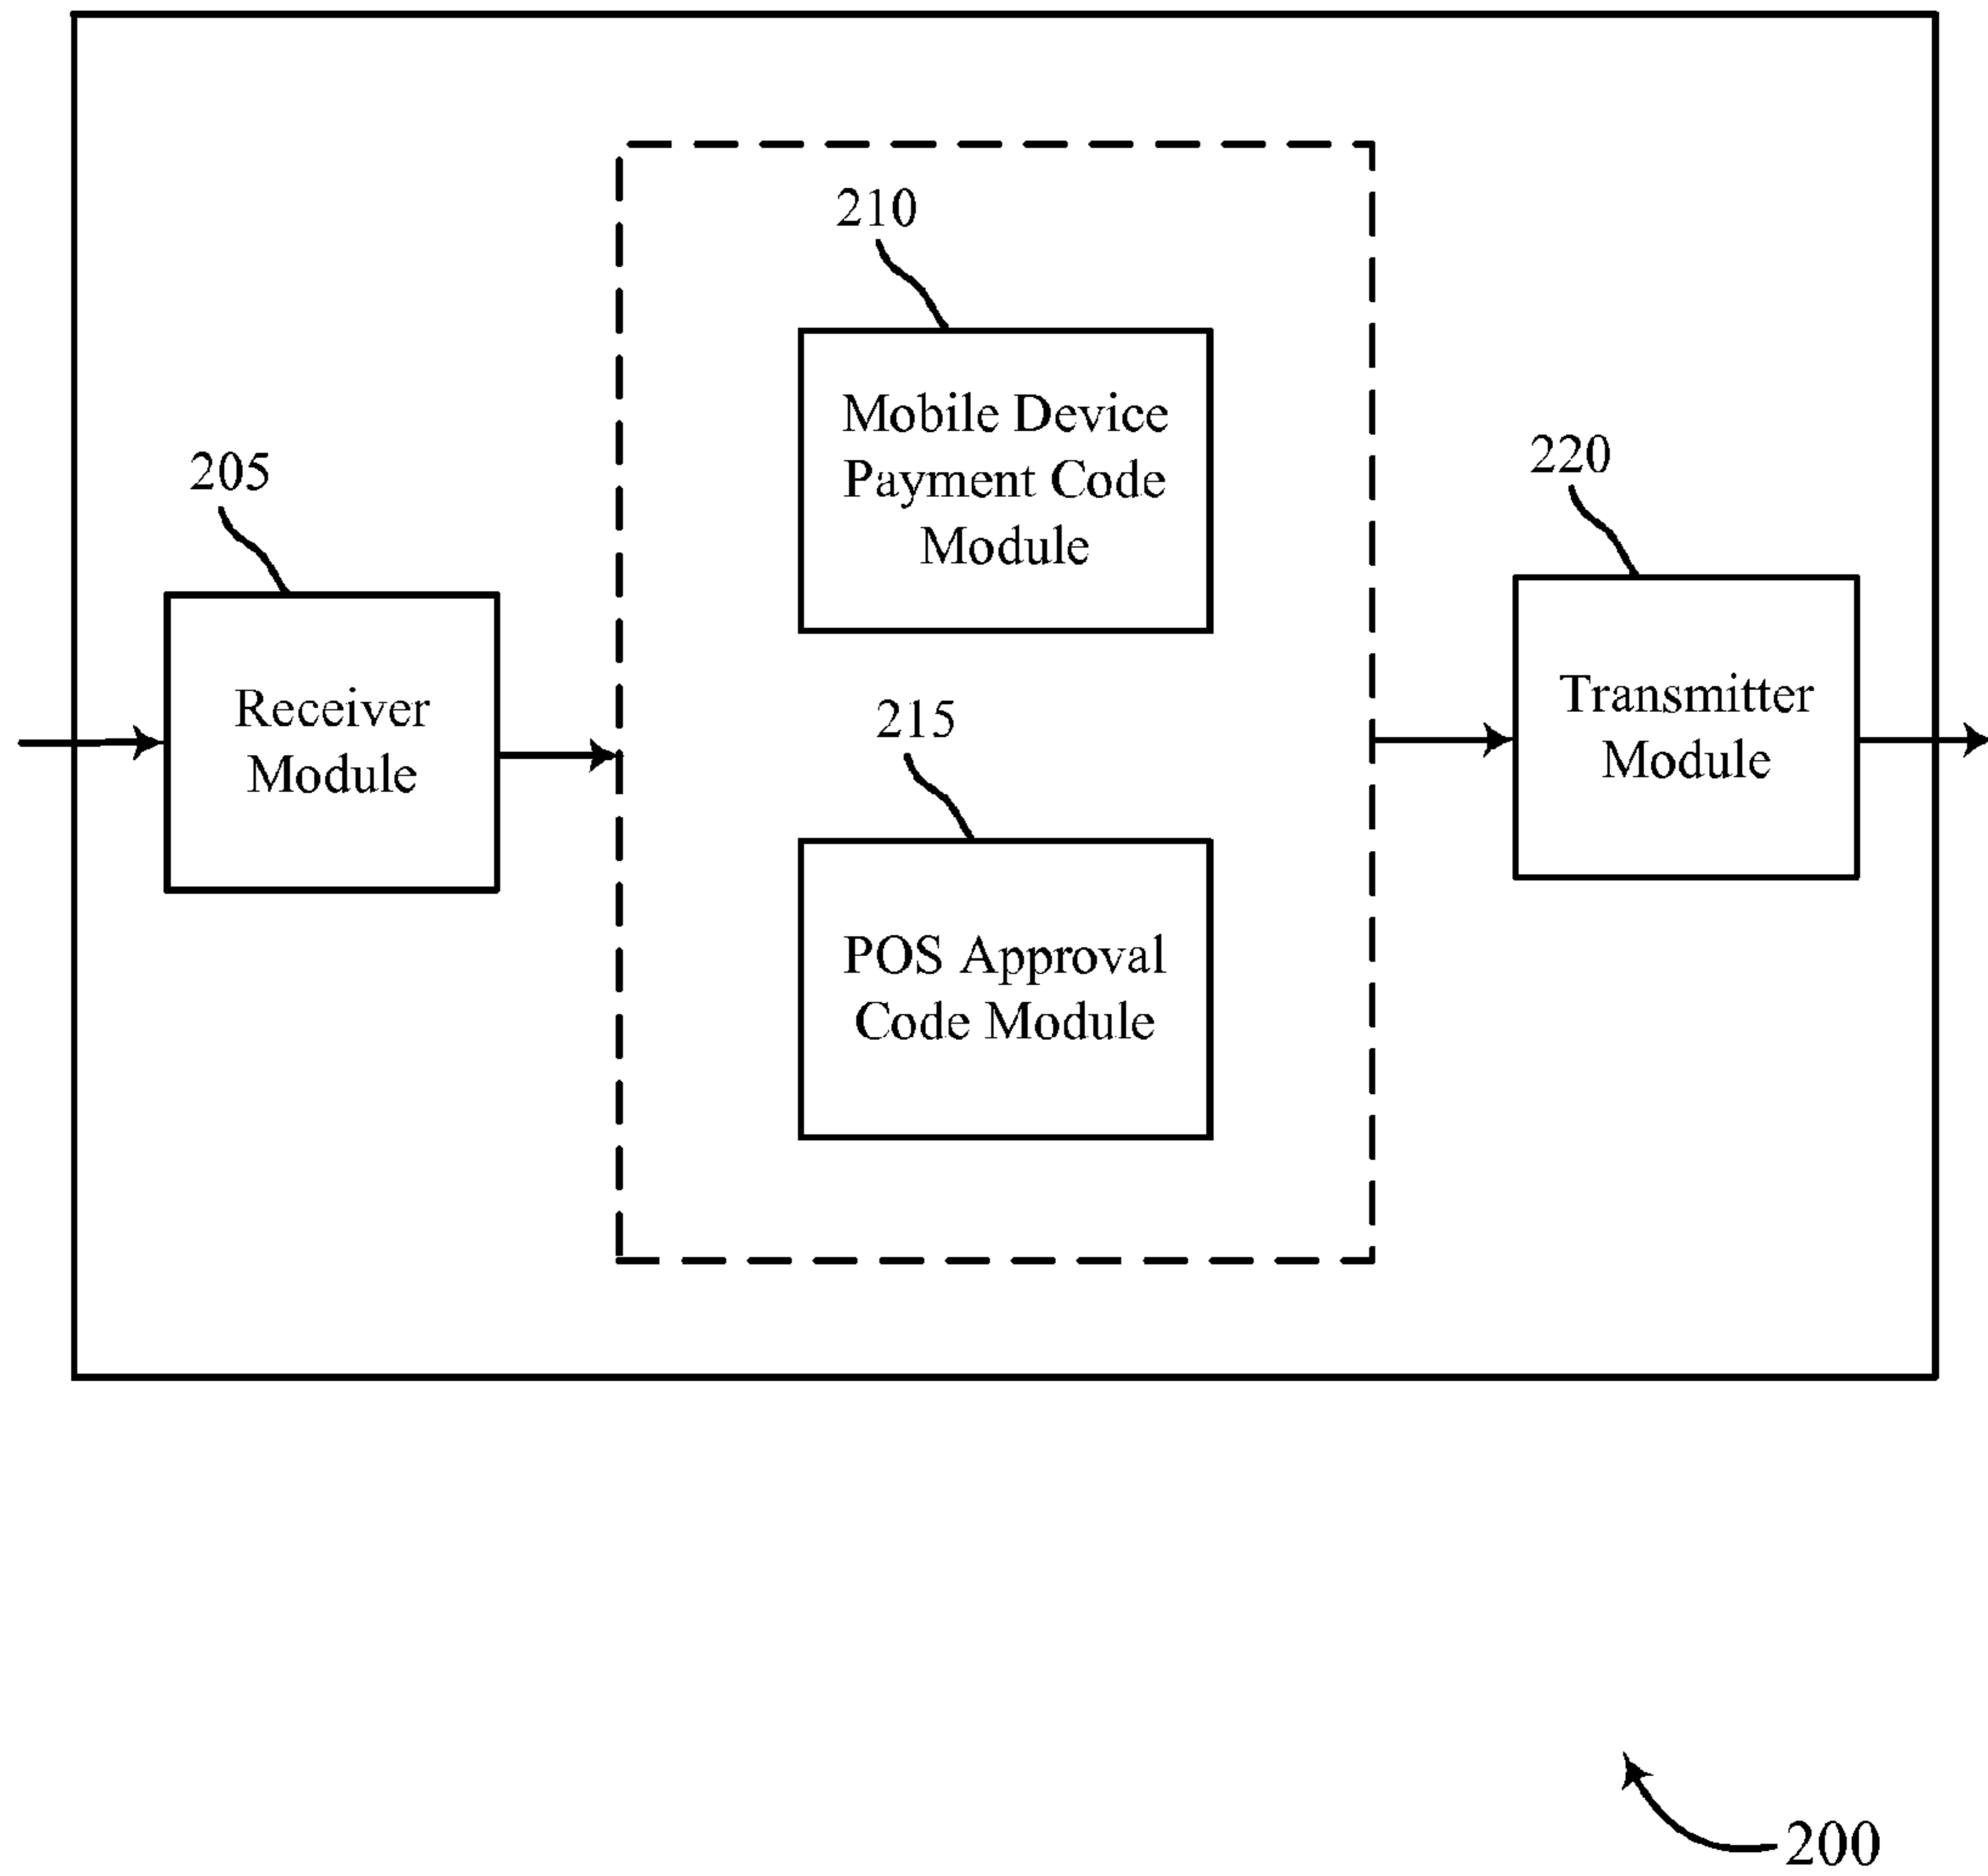 210
Mobile Device
Payment Code
Module
205
Receiver
Module
220
Transmitter
Module
215
POS Approval
Code Module
200